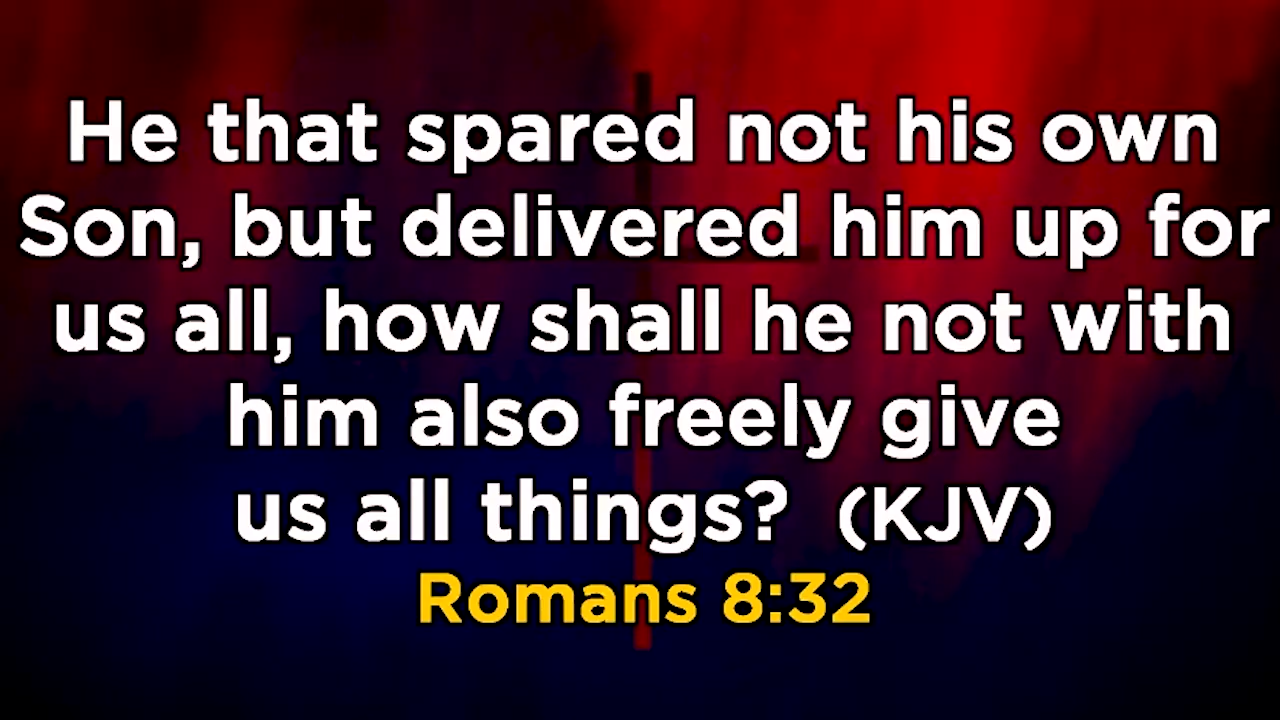 He that spared not his own
Son, but delivered him up for
us all, how shall he not with
him also freely give
us all things? (KJV)
Romans 8:32